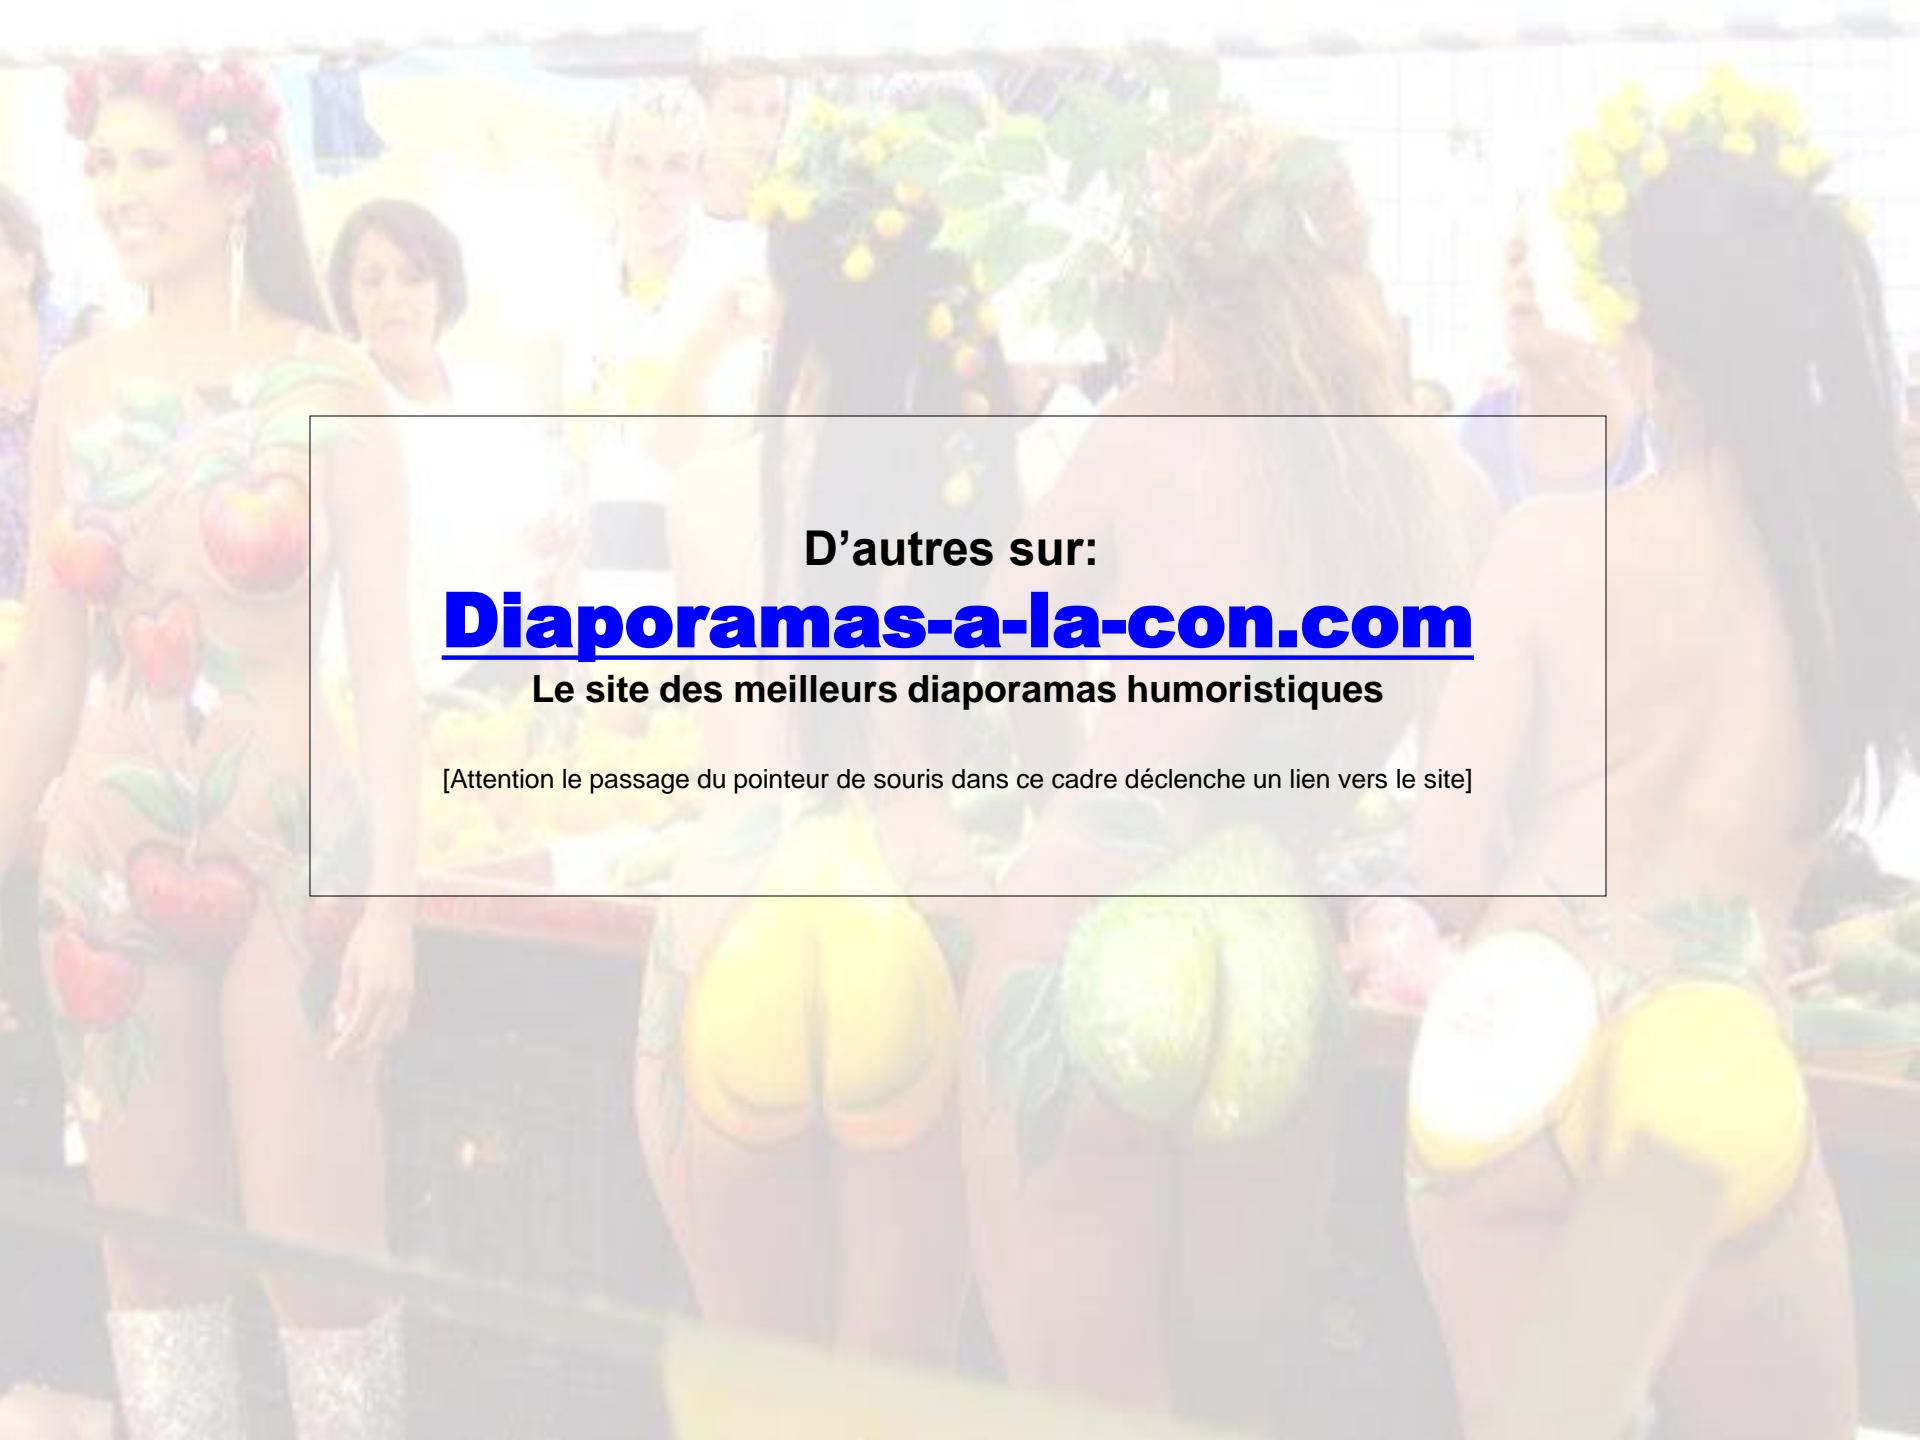 D’autres sur:
Diaporamas-a-la-con.com
Le site des meilleurs diaporamas humoristiques
[Attention le passage du pointeur de souris dans ce cadre déclenche un lien vers le site]